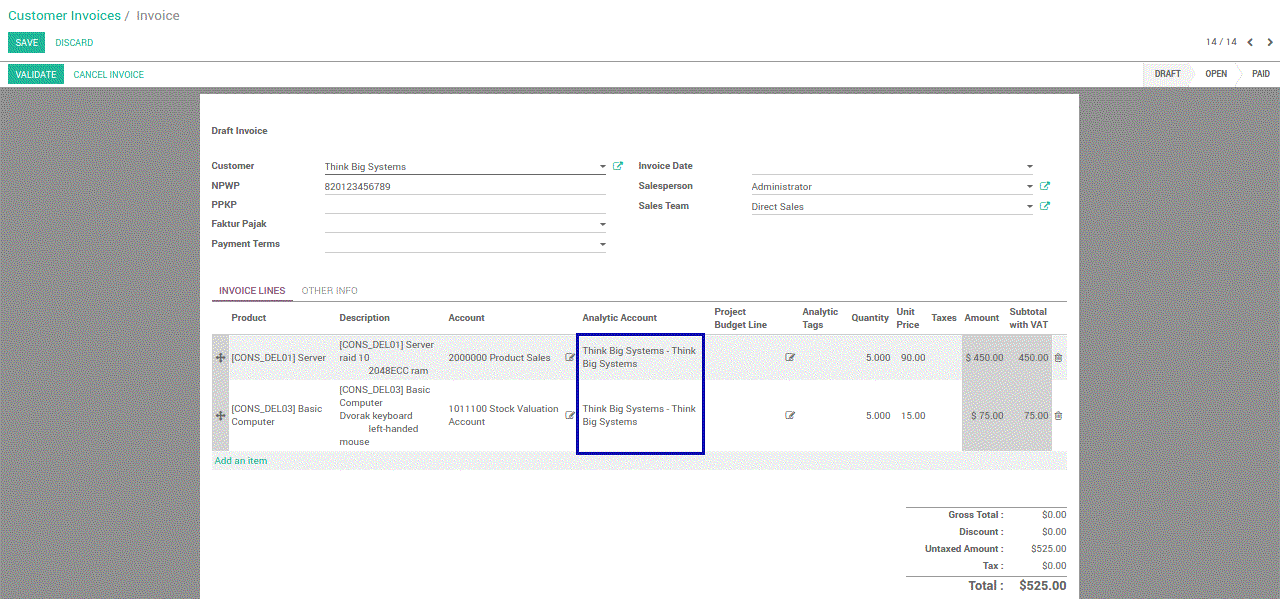 Customer Invoices / Invoice
SAVE DISCARD 14 / 14
VALIDATE CANCEL INVOICE DRAFT OPEN PAID
Draft Invoice
Customer Think Big Systems Invoice Date
NPWP 820123456789 Salesperson Administrator
PPKP Sales Team Direct Sales
Faktur Pajak
Payment Terms
INVOICE LINES OTHER INFO
Product Description Account Analytic Account Project Budget Line Analytic Tags Quantity Unit Price Taxes Amount Subtotal with VAT
[CONS_DEL01] Server
[CONS_DEL01] Server
raid 10
2048ECC ram
2000000 Product Sales
Think Big Systems - Think
Big Systems
5.000 90.00 $ 450.00 450.00
[CONS_DEL03] Basic
Computer
[CONS_DEL03] Basic
Computer
Dvorak keyboard
left-handed
mouse
1011100 Stock Valuation
Account
Think Big Systems - Think
Big Systems
5.000 15.00 $ 75.00 75.00
Add an item
Gross Total : $0.00
Discount : $0.00
Untaxed Amount : $525.00
Tax : $0.00
Total : $525.00